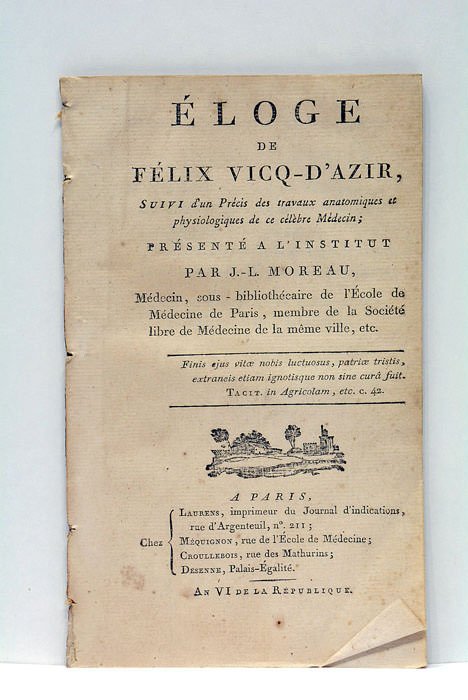 ÉLOGE
DE
FÉLIX VICQ-D'AZIR,
SUIVI d'un Précis des travaux anatomiques et
physiologiques de ce célèbre Médecin;
PRÉSENTÉ A L'INSTITUT
PAR J.-L. MOREAU,
Médecin, sous-bibliothécaire de l'École de
Médecine de Paris, membre de la Société
libre de Médecine de la même ville, etc.
Finis ejus vitæ nobis luctuosus, patriæ tristis,
extraneis etiam ignotisque non sine curâ fuit.
TACIT. in Agricolam, etc. c. 42.
A PARIS,
LAURENS, imprimeur du Journal d'indications,
rue d'Argenteuil, n°. 211;
Chez MÉQUIGNON, rue de l'École de Médecine;
CROULLEBOIS, rue des Mathurins;
DESENNE, Palais-Égalité.
AN VI DE LA RÉPUBLIQUE.